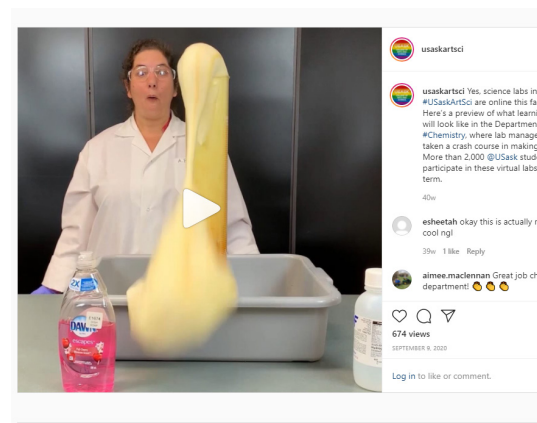 usaskartsci
usaskartsci Yes, science labs in
#USaskArtSci are online this fa
Here's a preview of what learni
will look like in the Departmen
#Chemistry, where lab manage
taken a crash course in making
More than 2,000 @USask stude
participate in these virtual labs
term.
40w
esheetah okay this is actually r
cool ngl
39w 1 like Reply
aimee.maclennan Great job ch
department! 👏 👏 👏
674 views
SEPTEMBER 9, 2020
Log in to like or comment.
2X
DAWN